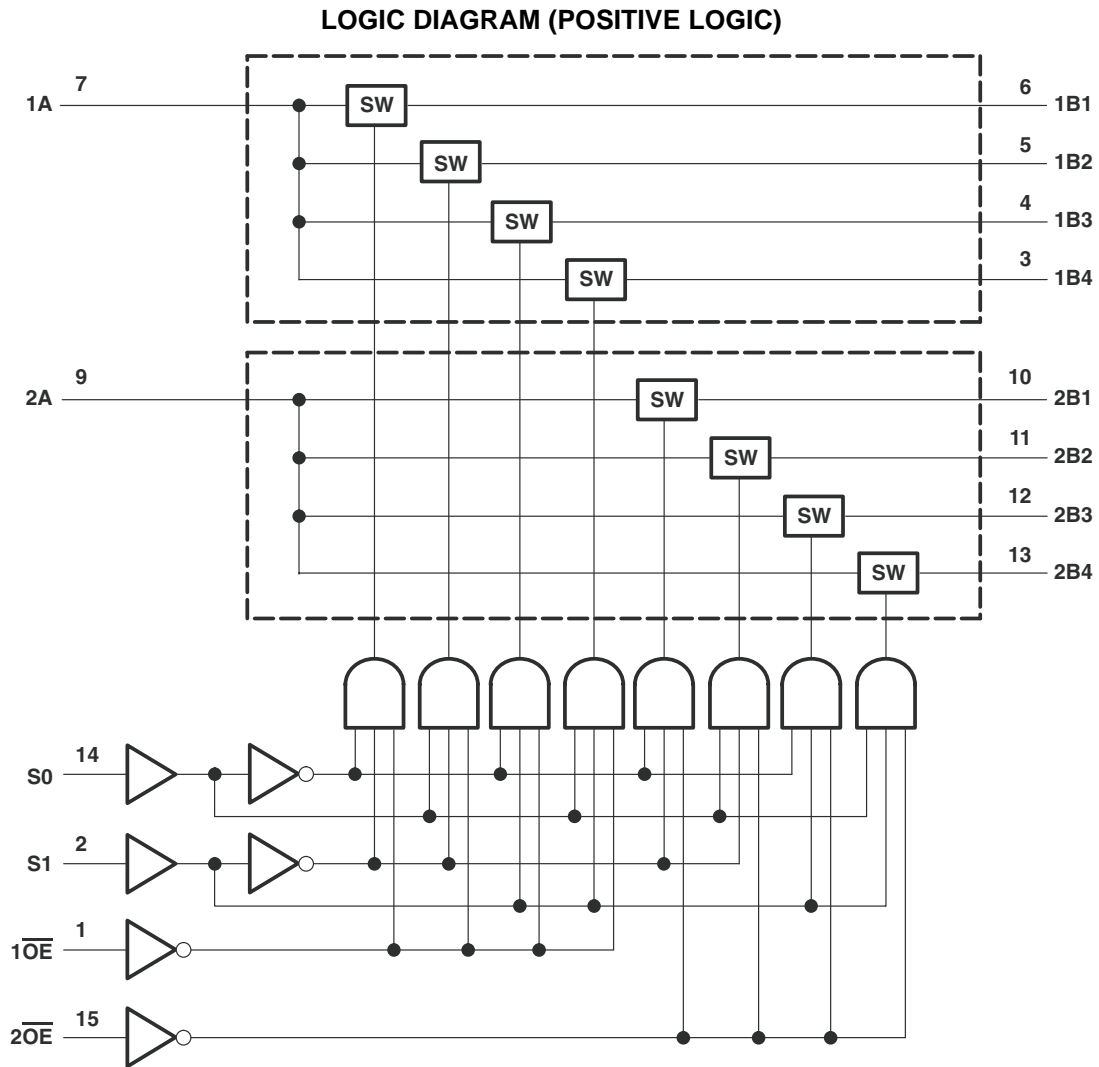 LOGIC DIAGRAM (POSITIVE LOGIC)
1A 7 SW 6 1B1
SW 5 1B2
SW 4 1B3
SW 3 1B4
2A 9 SW 10 2B1
SW 11 2B2
SW 12 2B3
SW 13 2B4
S0 14
S1 2
1O̅E̅ 1
2O̅E̅ 15